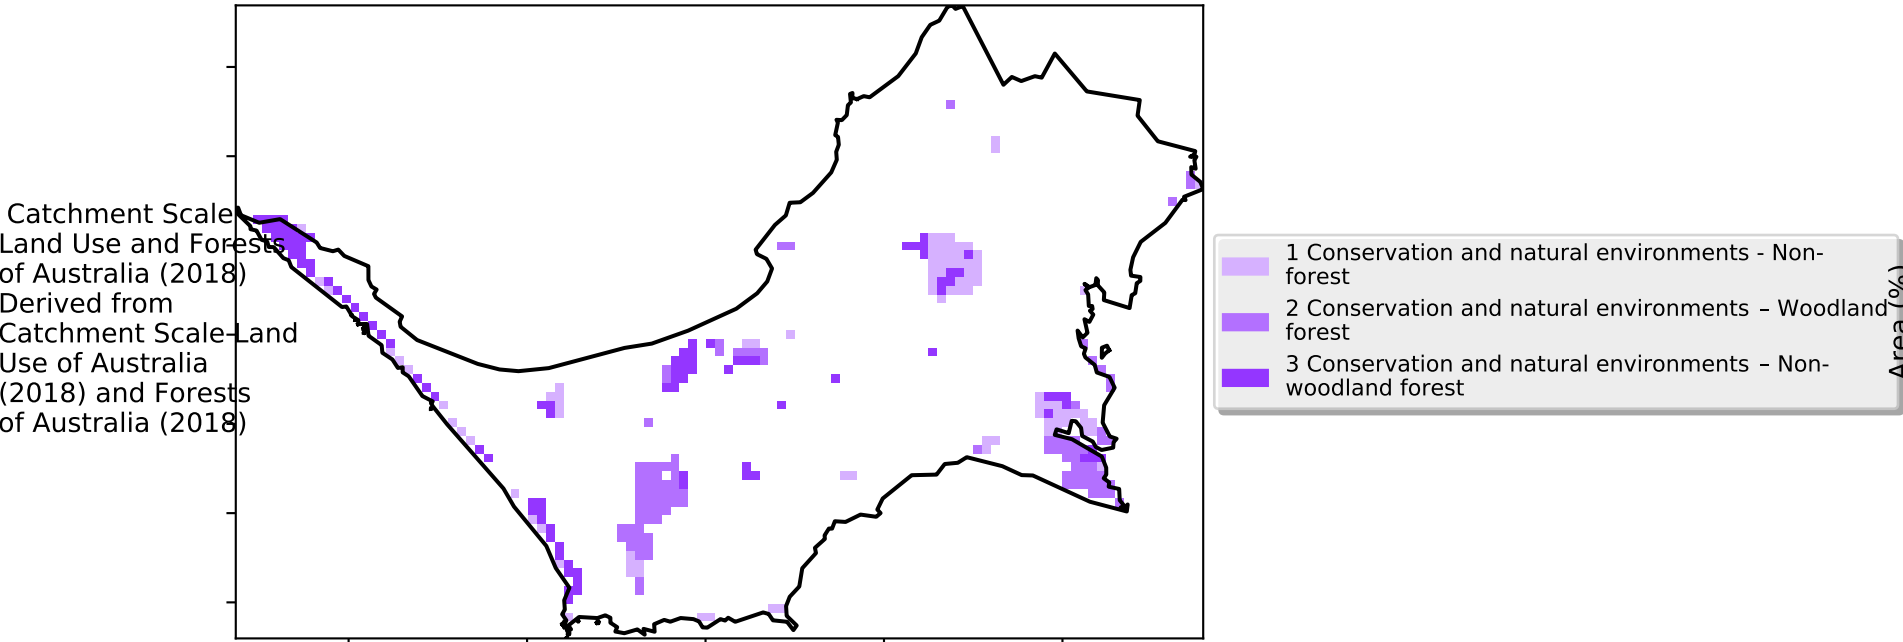 Catchment Scale
Land Use and Forests
of Australia (2018)
Derived from
Catchment Scale Land
Use of Australia
(2018) and Forests
of Australia (2018)
1 Conservation and natural environments - Non-
forest
2 Conservation and natural environments – Woodland
forest
3 Conservation and natural environments – Non-
woodland forest
Area (%)